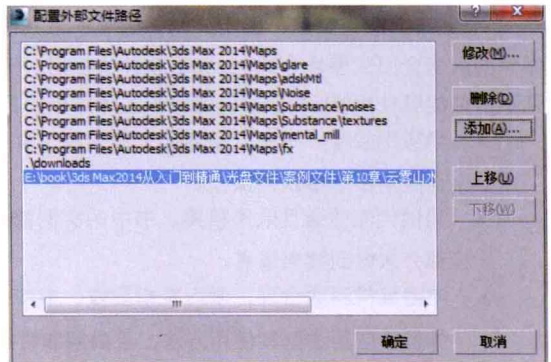 配置外部文件路径
C:\Program Files\Autodesk\3ds Max 2014\Maps
C:\Program Files\Autodesk\3ds Max 2014\Maps\glare
C:\Program Files\Autodesk\3ds Max 2014\Maps\adskMtl
C:\Program Files\Autodesk\3ds Max 2014\Maps\Noise
C:\Program Files\Autodesk\3ds Max 2014\Maps\Substance\noises
C:\Program Files\Autodesk\3ds Max 2014\Maps\Substance\textures
C:\Program Files\Autodesk\3ds Max 2014\Maps\mental_mill
C:\Program Files\Autodesk\3ds Max 2014\Maps\fx
.\downloads
E:\book\3ds Max2014从入门到精通\光盘文件\案例文件\第10章\云雾山水
修改(M)...
删除(D)
添加(A)...
上移(U)
下移(W)
确定
取消